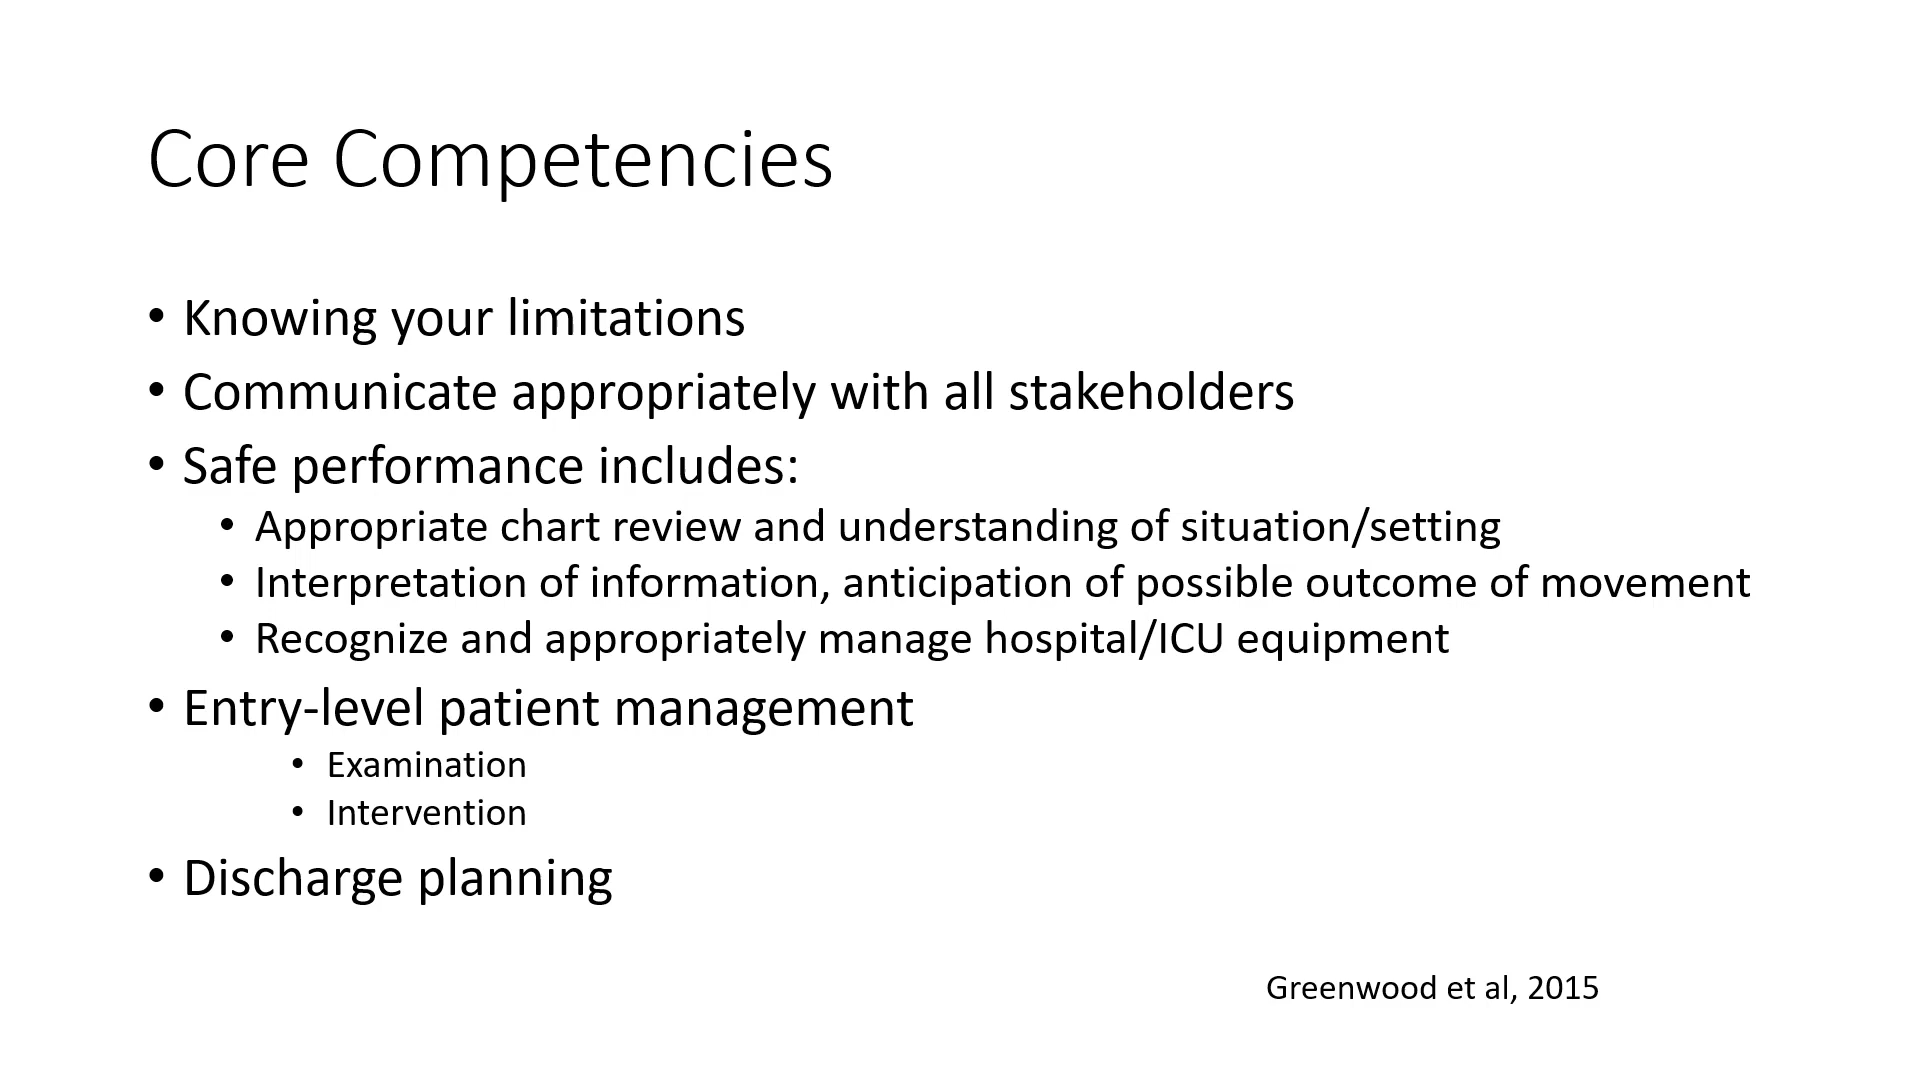 Core Competencies
• Knowing your limitations
• Communicate appropriately with all stakeholders
• Safe performance includes:
• Appropriate chart review and understanding of situation/setting
• Interpretation of information, anticipation of possible outcome of movement
• Recognize and appropriately manage hospital/ICU equipment
• Entry-level patient management
• Examination
• Intervention
• Discharge planning
Greenwood et al, 2015